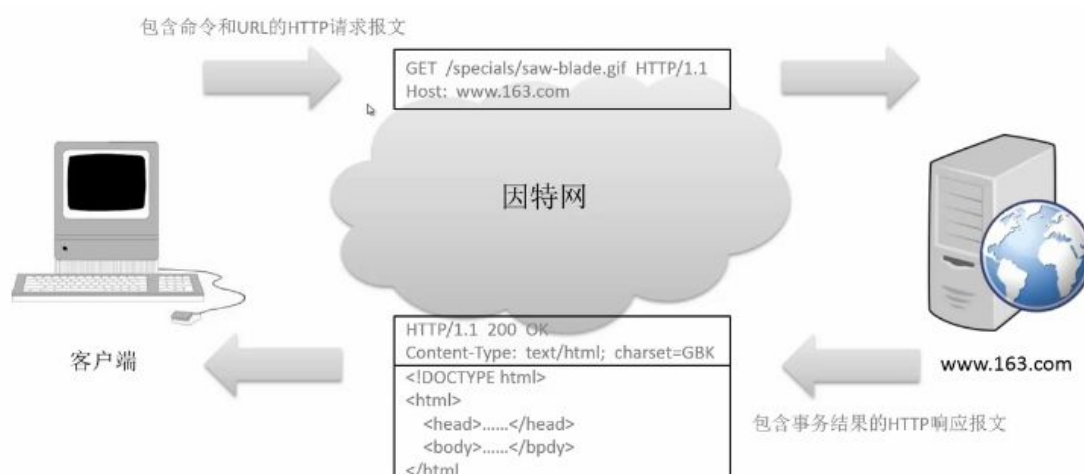 包含命令和URL的HTTP请求报文
GET /specials/saw-blade.gif HTTP/1.1
Host: www.163.com
因特网
客户端
www.163.com
HTTP/1.1 200 OK
Content-Type: text/html; charset=GBK
<!DOCTYPE html>
<html>
<head>......</head>
<body>......</bpdy>
</html
包含事务结果的HTTP响应报文